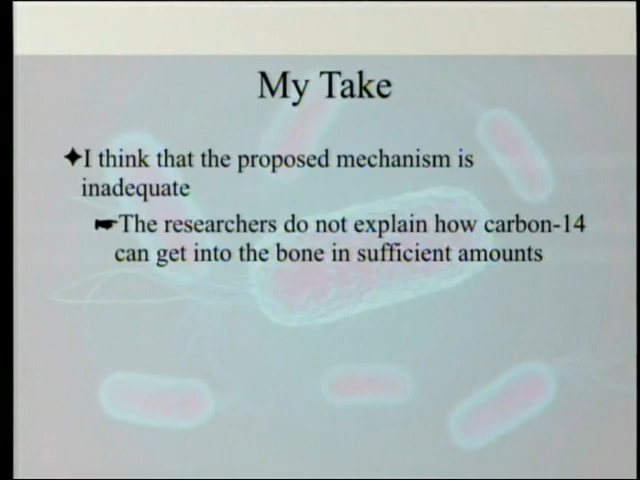 My Take
✦I think that the proposed mechanism is
inadequate
☛The researchers do not explain how carbon-14
can get into the bone in sufficient amounts